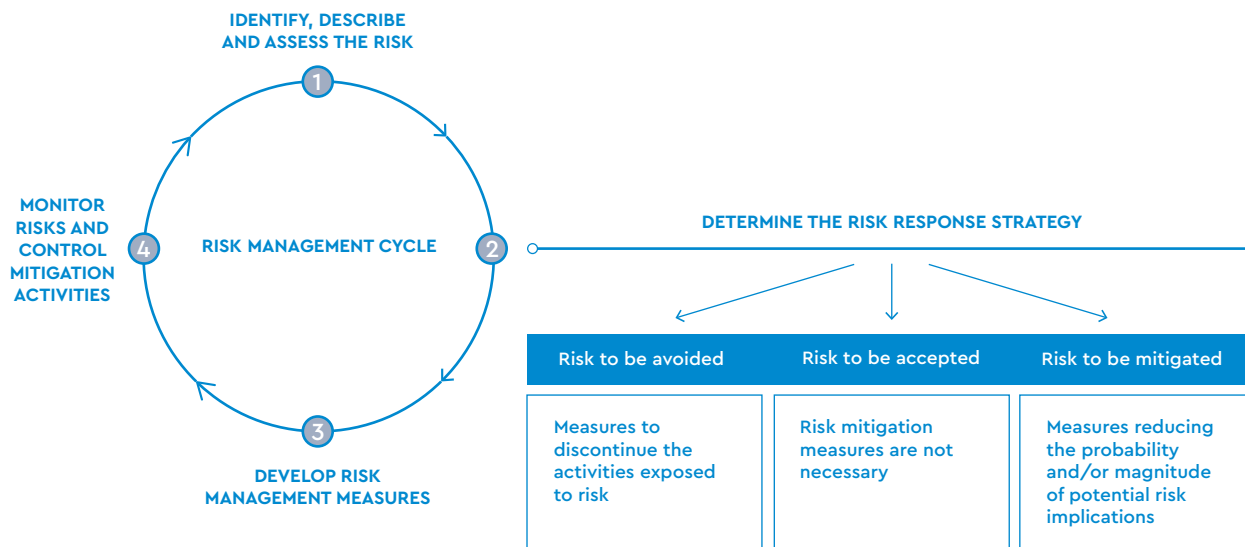 IDENTIFY, DESCRIBE
AND ASSESS THE RISK
1
MONITOR
RISKS AND
CONTROL
MITIGATION
ACTIVITIES
4
RISK MANAGEMENT CYCLE
2
3
DEVELOP RISK
MANAGEMENT MEASURES
DETERMINE THE RISK RESPONSE STRATEGY
Risk to be avoided
Measures to
discontinue the
activities exposed
to risk
Risk to be accepted
Risk mitigation
measures are not
necessary
Risk to be mitigated
Measures reducing
the probability
and/or magnitude
of potential risk
implications